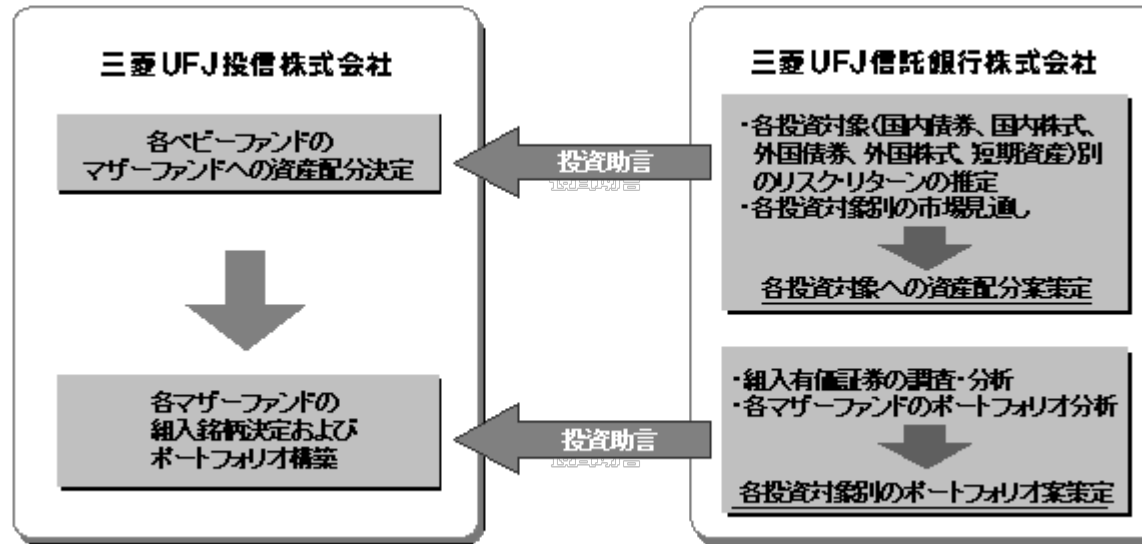 三菱UFJ投信株式会社
各ベビーファンドの
マザーファンドへの資産配分決定
各マザーファンドの
組入銘柄決定および
ポートフォリオ構築
投資助言
投資助言
三菱UFJ信託銀行株式会社
・各投資対象(国内債券、国内株式、
外国債券、外国株式、短期資産)別
のリスク・リターンの推定
・各投資対象別の市場見通し
各投資対象への資産配分案策定
・組入有価証券の調査・分析
・各マザーファンドのポートフォリオ分析
各投資対象別のポートフォリオ案策定